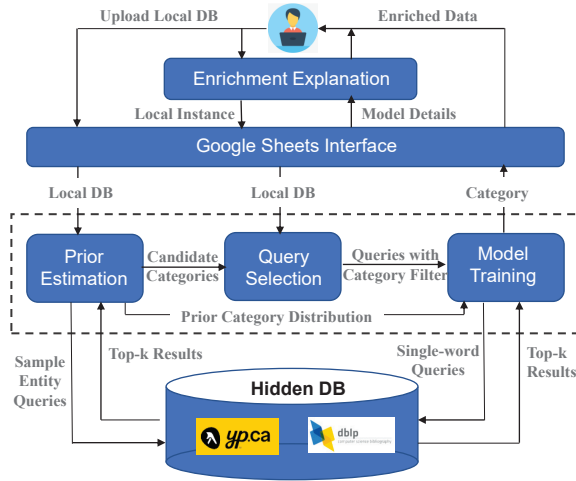 Upload Local DB
Enriched Data
Enrichment Explanation
Local Instance
Model Details
Google Sheets Interface
Local DB
Local DB
Category
Prior
Estimation
Candidate
Categories
Query
Selection
Queries with
Category Filter
Model
Training
Prior Category Distribution
Sample
Entity
Queries
Top-k Results
Single-word
Queries
Top-k
Results
Hidden DB
yp.ca
dblp
computer science bibliography